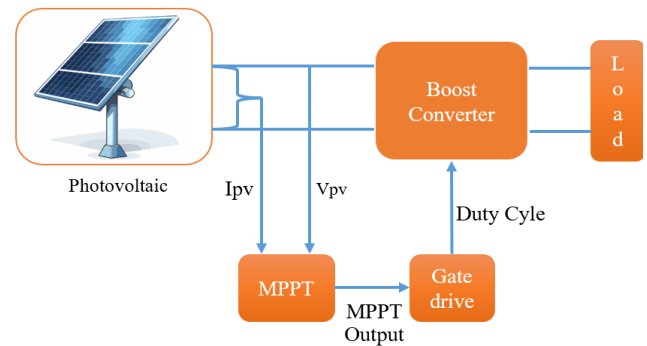 Boost
Converter
L
o
a
d
Photovoltaic
Ipv
Vpv
Duty Cyle
MPPT
MPPT
Output
Gate
drive